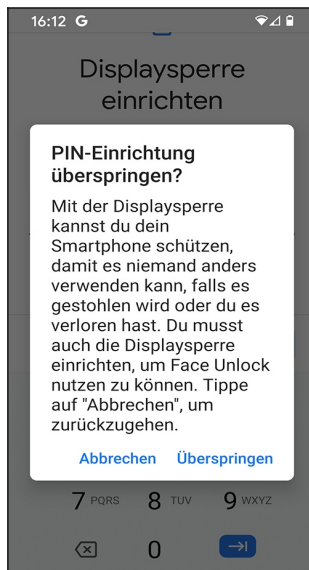 16:12 G
Displaysperre
einrichten
PIN-Einrichtung
überspringen?
Mit der Displaysperre
kannst du dein
Smartphone schützen,
damit es niemand anders
verwenden kann, falls es
gestohlen wird oder du es
verloren hast. Du musst
auch die Displaysperre
einrichten, um Face Unlock
nutzen zu können. Tippe
auf "Abbrechen", um
zurückzugehen.
Abbrechen Überspringen
7 PQRS 8 TUV 9 WXYZ
0